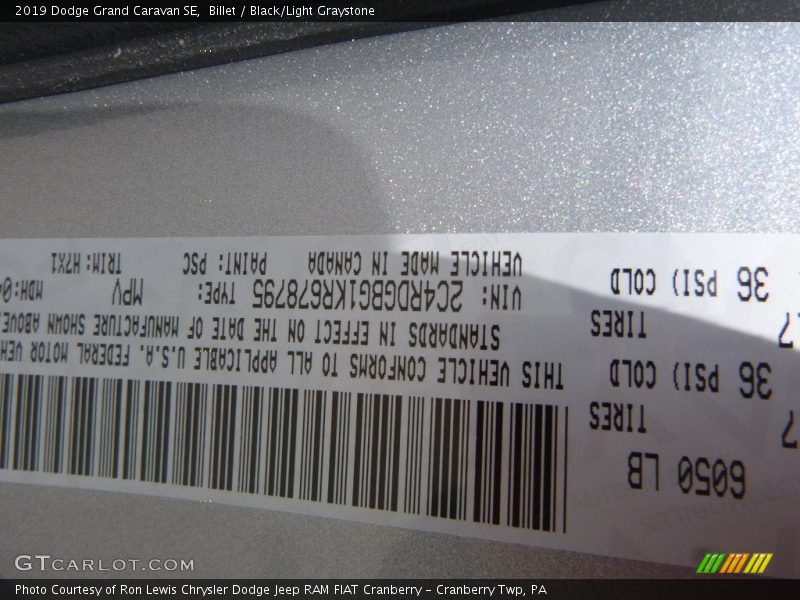 2019 Dodge Grand Caravan SE,  Billet / Black/Light Graystone
6050 LB
TIRES
36 PSI) COLD
TIRES
36 PSI) COLD
THIS VEHICLE CONFORMS TO ALL APPLICABLE U.S.A. FEDERAL MOTOR
STANDARDS IN EFFECT ON THE DATE OF MANUFACTURE SHOWN ABOVE.
VIN: 2C4RDGBG1KR678795 TYPE: MPV MDH:
VEHICLE MADE IN CANADA PAINT: PSC TRIM: H7X1
GTCARLOT.COM
Photo Courtesy of Ron Lewis Chrysler Dodge Jeep RAM FIAT Cranberry – Cranberry Twp, PA